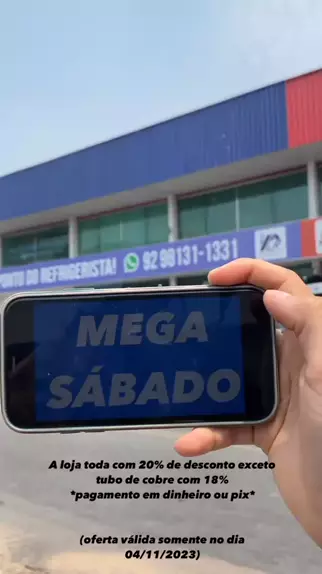 PONTO DO REFRIGERISTA! 92 98131-1331
MEGA
SÁBADO
A loja toda com 20% de desconto exceto
tubo de cobre com 18%
*pagamento em dinheiro ou pix*
(oferta válida somente no dia
04/11/2023)